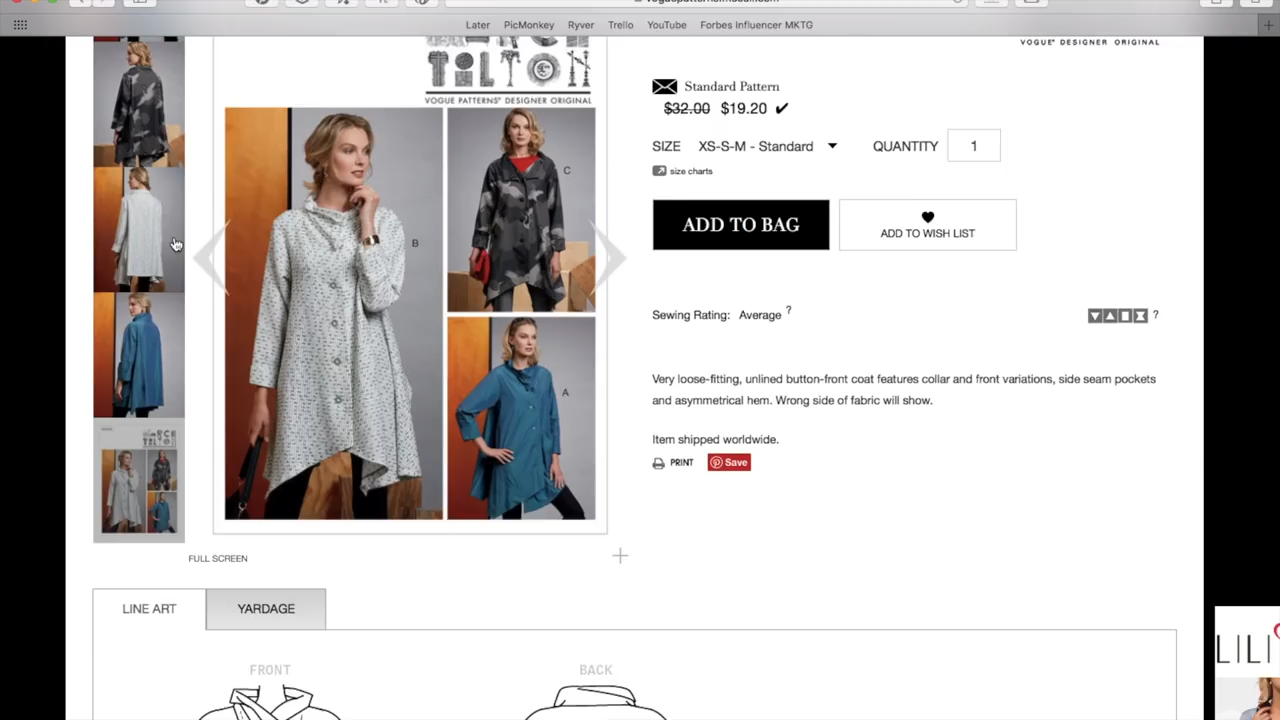 Later PicMonkey Ryver Trello YouTube Forbes Influencer MKTG
VOGUE® DESIGNER ORIGINAL
TILTON
VOGUE PATTERNS® DESIGNER ORIGINAL
B
C
A
Standard Pattern
$32.00 $19.20 ✔
SIZE XS-S-M - Standard QUANTITY 1
size charts
ADD TO BAG
ADD TO WISH LIST
Sewing Rating: Average ?
?
Very loose-fitting, unlined button-front coat features collar and front variations, side seam pockets
and asymmetrical hem. Wrong side of fabric will show.
Item shipped worldwide.
PRINT Save
FULL SCREEN
LINE ART YARDAGE
FRONT BACK
LILI